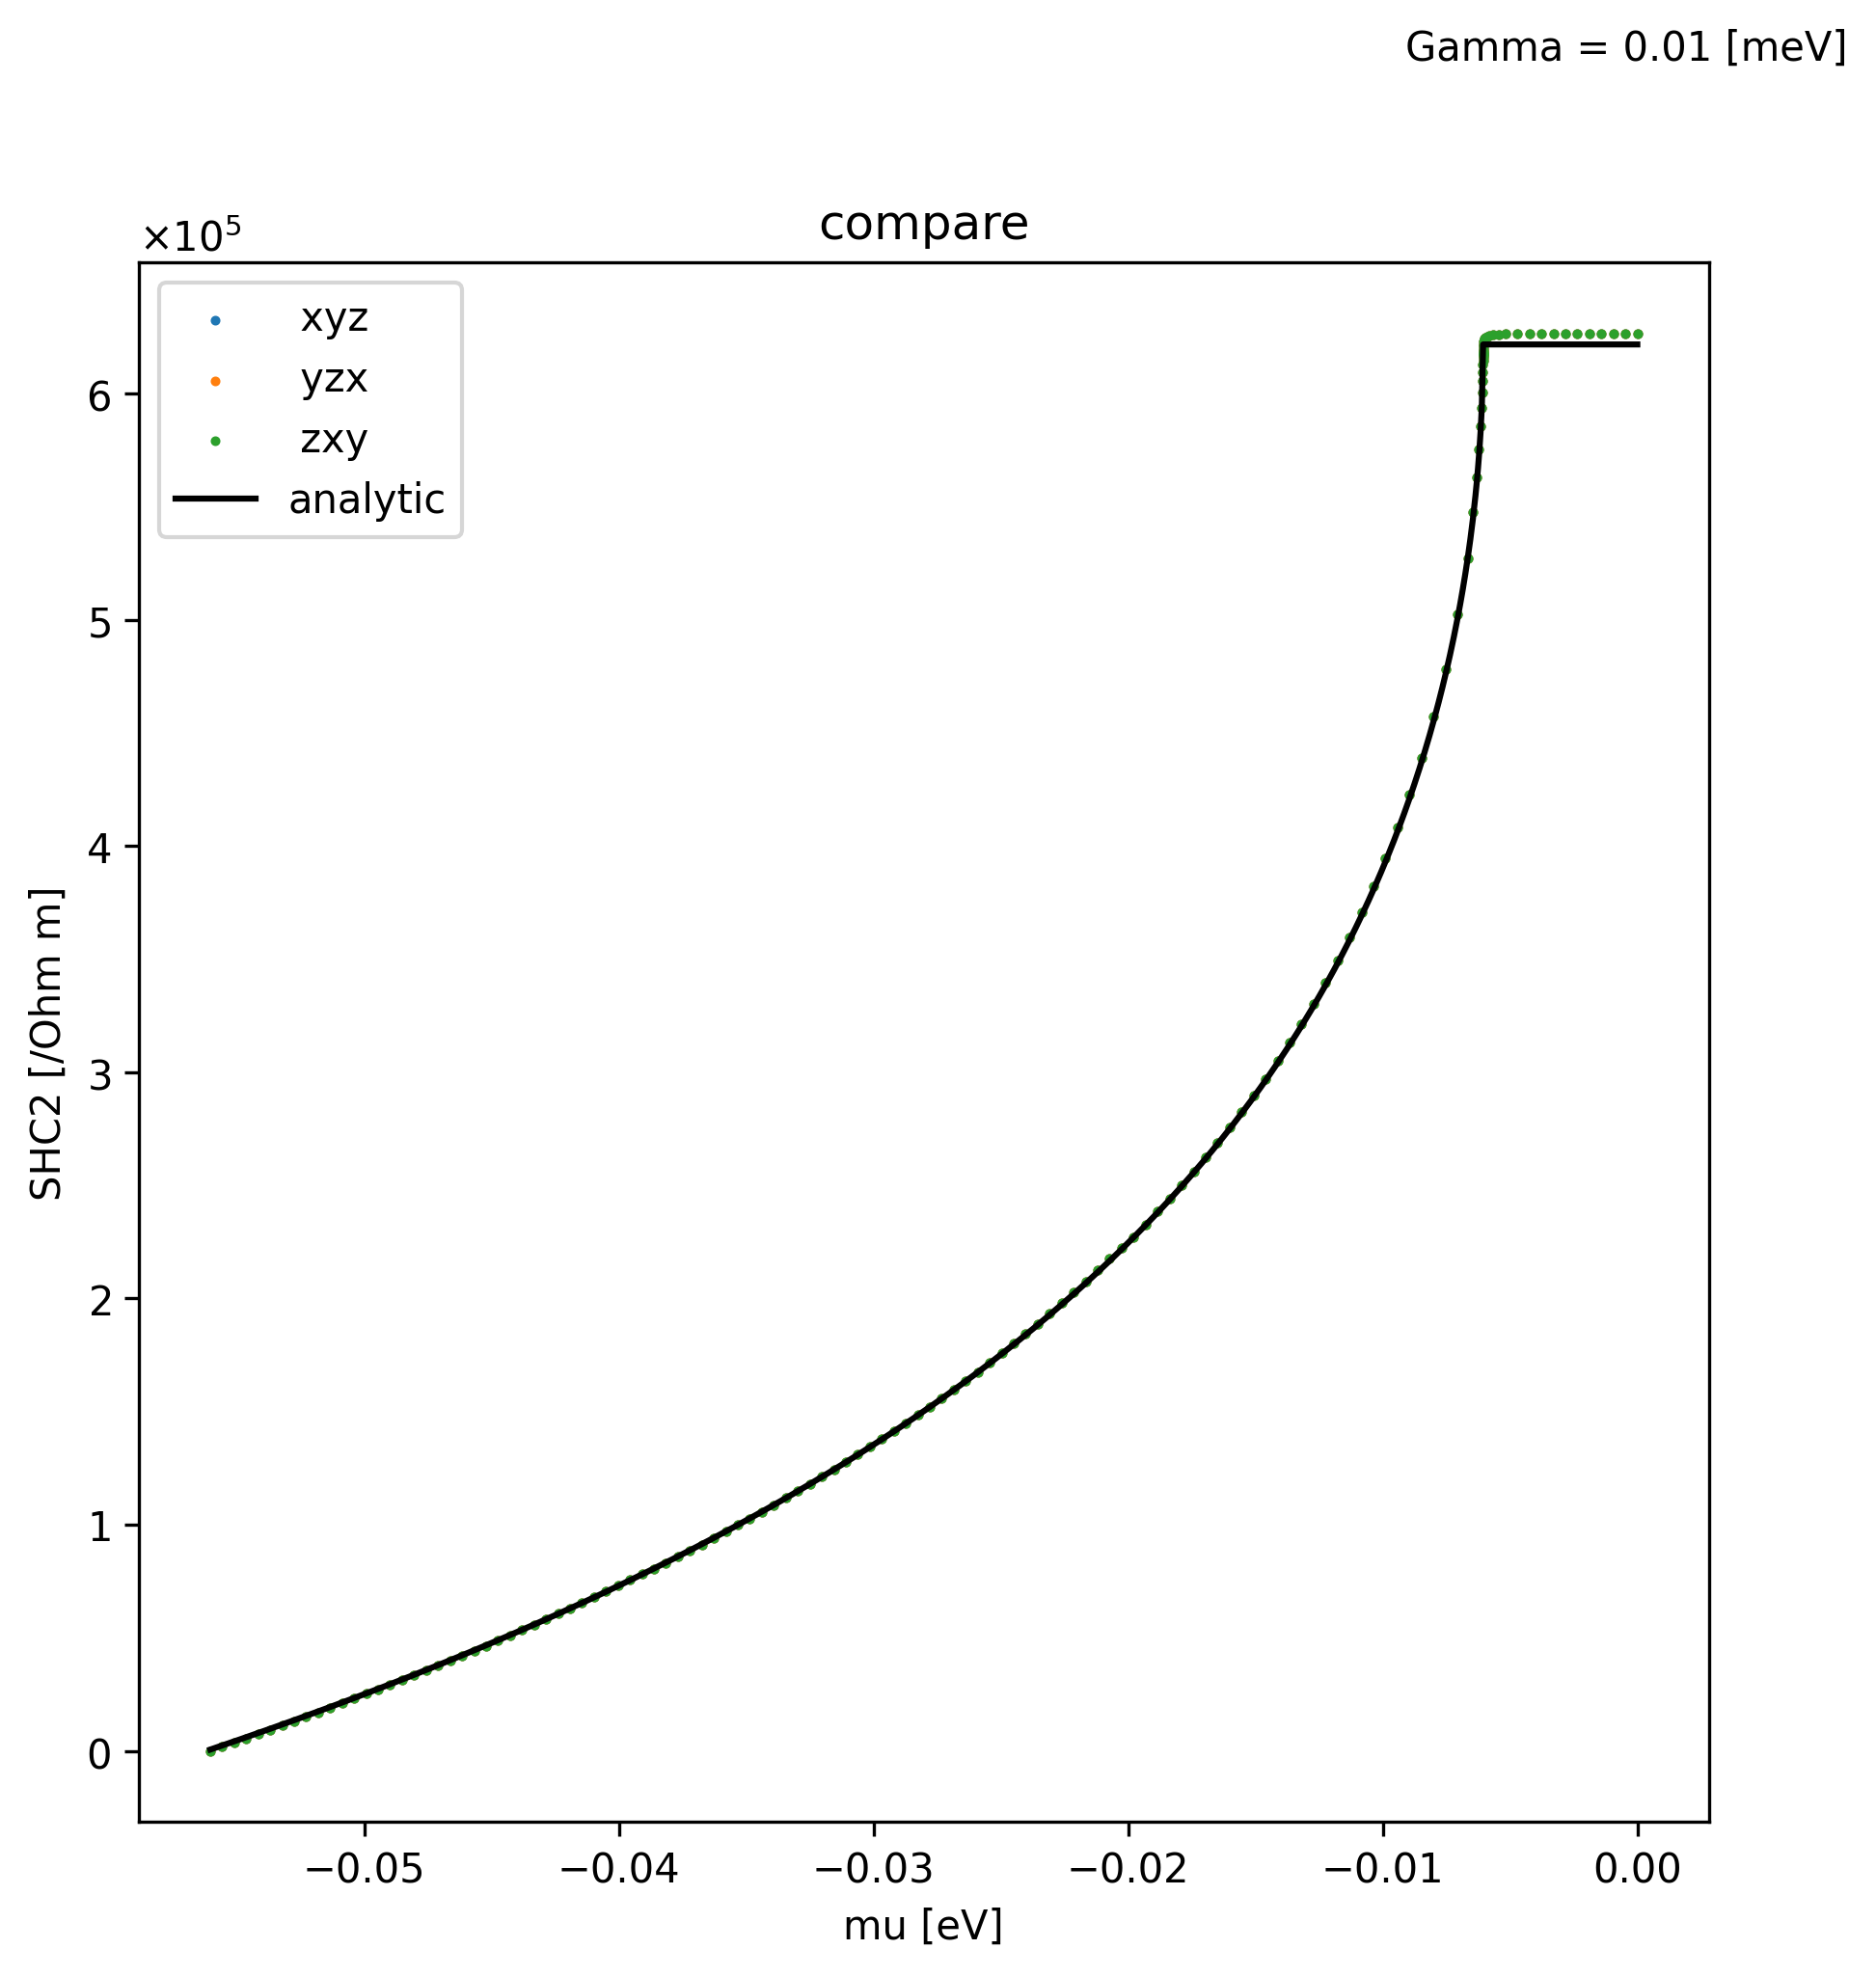 Gamma = 0.01 [meV]
compare
×10⁵
xyz
yzx
zxy
analytic
6
5
4
3
2
1
0
SHC2 [/Ohm m]
−0.05 −0.04 −0.03 −0.02 −0.01 0.00
mu [eV]